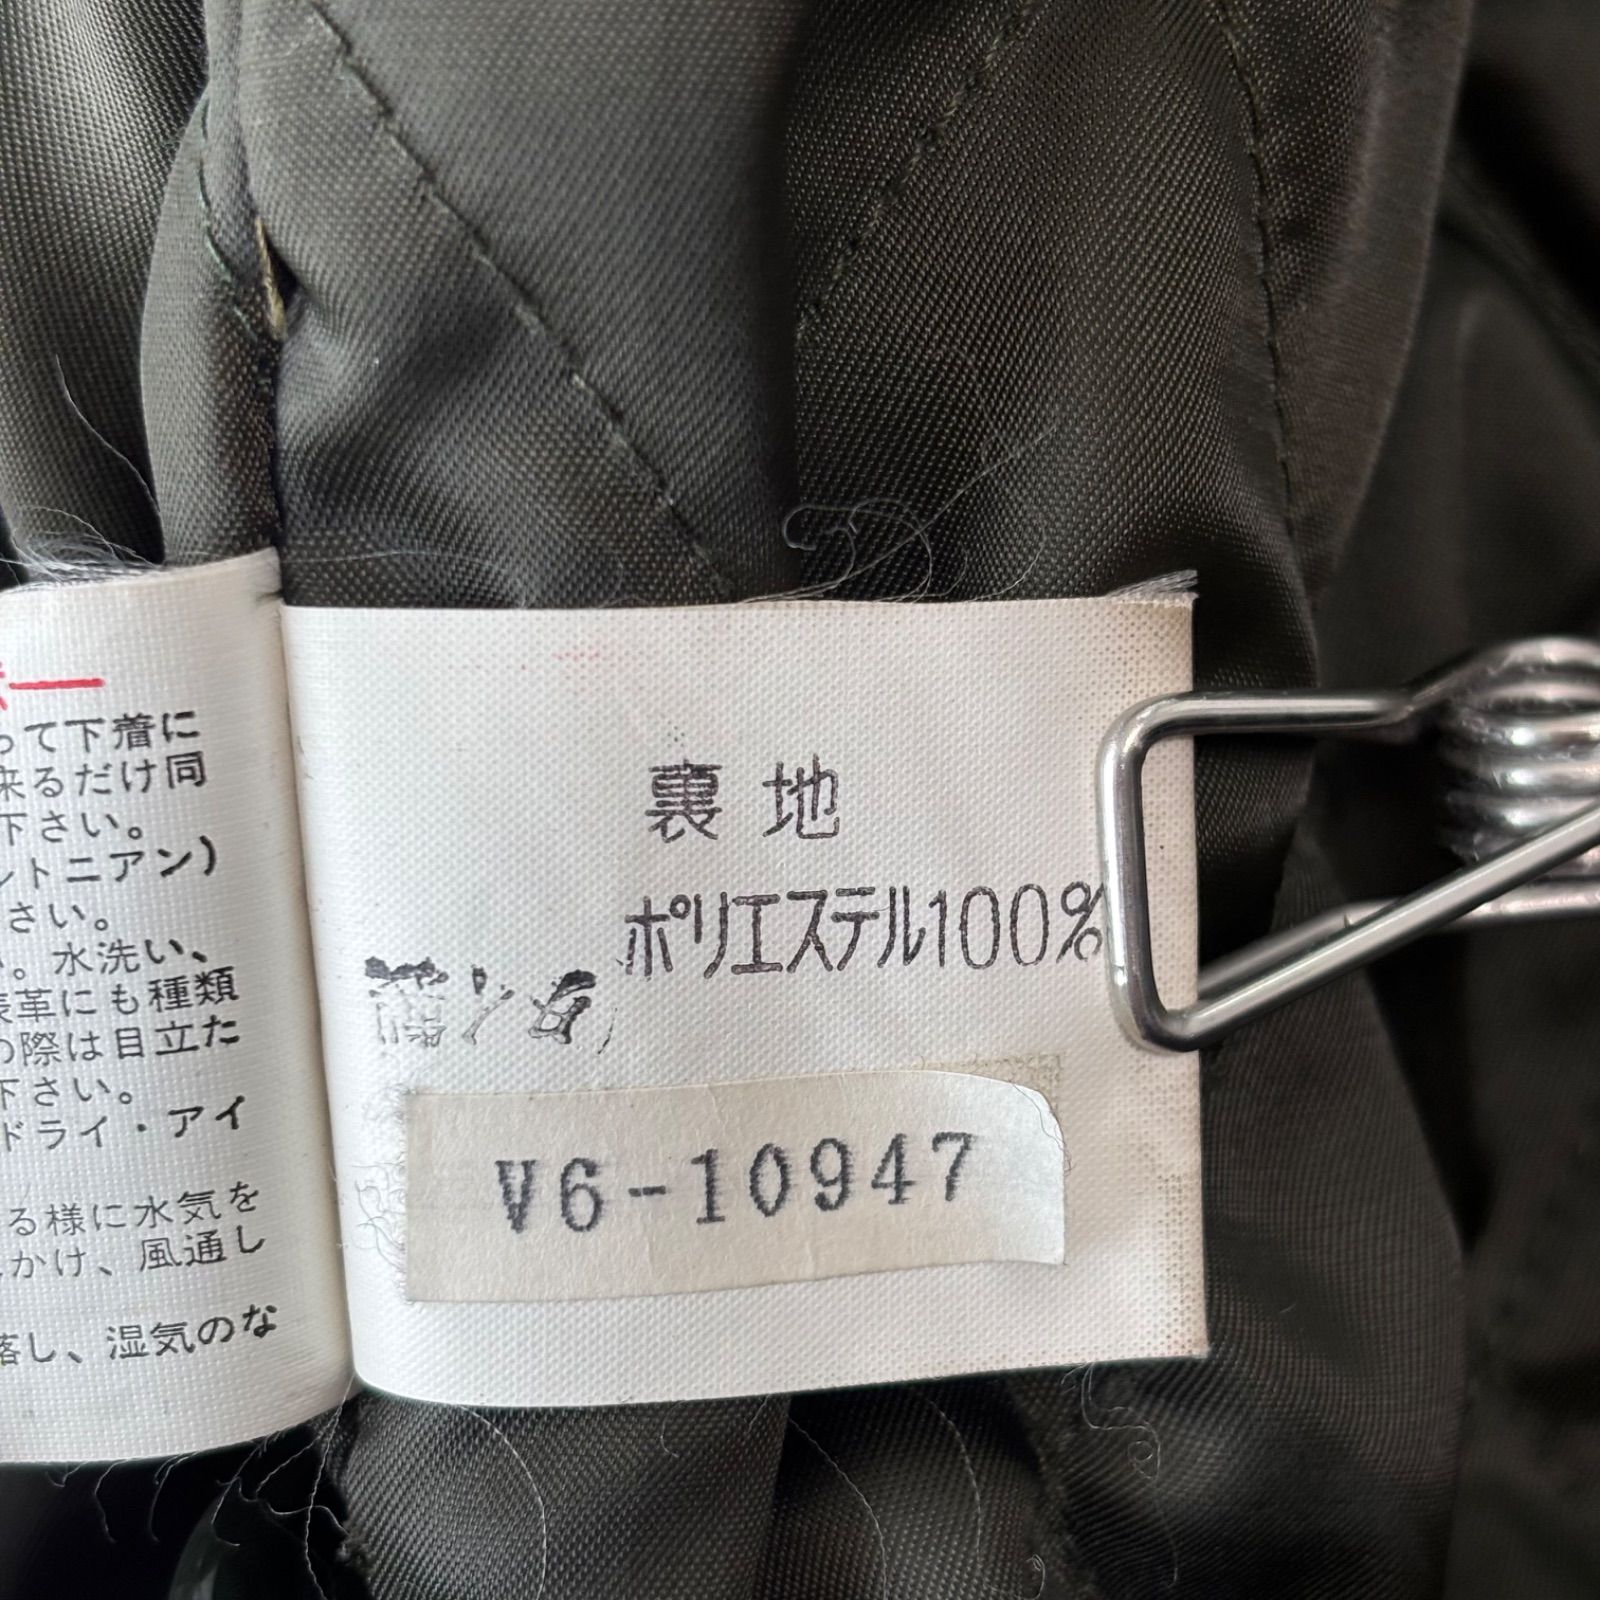 って下着に
来るだけ同
下さい。
ントニアン)
さい。
。水洗い、
革にも種類
の際は目立た
下さい。
ドライ・アイ
る様に水気を
かけ、風通し
落し、湿気のな
裏地
ポリエステル100%
V6-10947